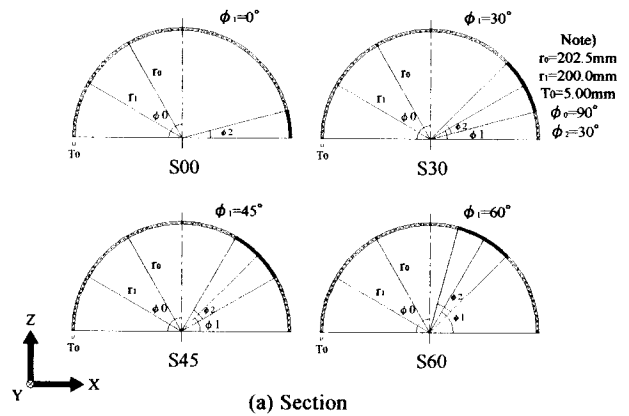 ϕ₁=0°
r₀
r₁
ϕ0
ϕ2
T₀
S00
ϕ₁=30°
r₀
r₁
ϕ0
ϕ2
ϕ1
T₀
S30
Note)
r₀=202.5mm
r₁=200.0mm
T₀=5.00mm
ϕ₀=90°
ϕ₂=30°
ϕ₁=45°
r₀
r₁
ϕ0
ϕ2
ϕ1
T₀
S45
ϕ₁=60°
r₀
r₁
ϕ0
ϕ2
ϕ1
T₀
S60
Z
Y
X
(a) Section